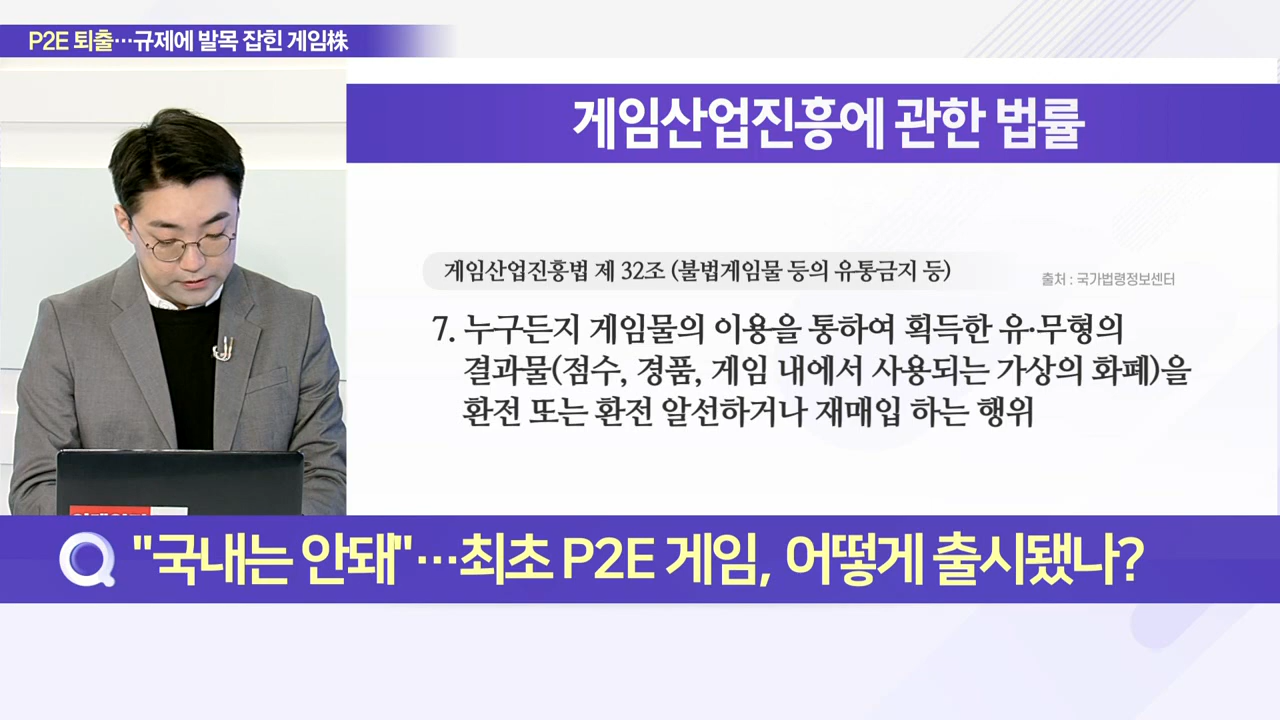 P2E 퇴출…규제에 발목 잡힌 게임株
게임산업진흥에 관한 법률
게임산업진흥법 제 32조 (불법게임물 등의 유통금지 등)
출처 : 국가법령정보센터
7. 누구든지 게임물의 이용을 통하여 획득한 유·무형의
결과물(점수, 경품, 게임 내에서 사용되는 가상의 화폐)을
환전 또는 환전 알선하거나 재매입 하는 행위
Q "국내는 안돼"…최초 P2E 게임, 어떻게 출시됐나?